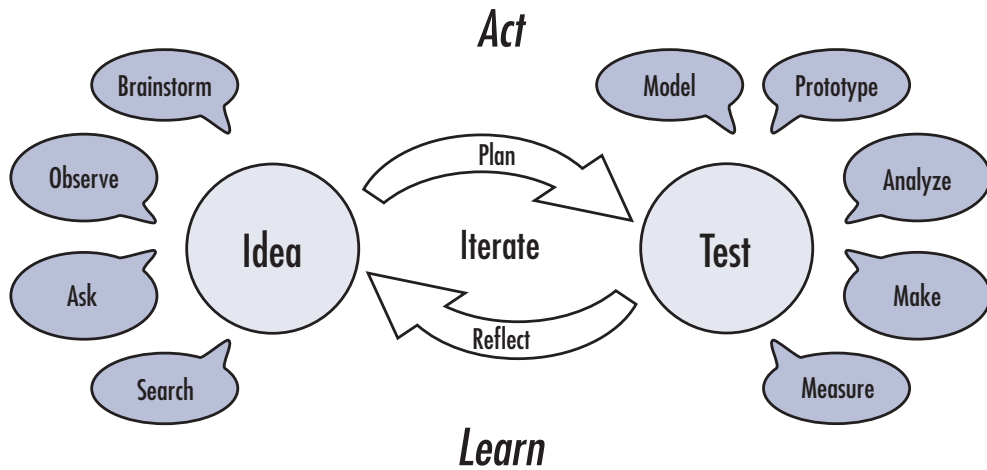 Act
Brainstorm
Model
Prototype
Observe
Plan
Analyze
Idea
Iterate
Test
Ask
Make
Reflect
Search
Measure
Learn